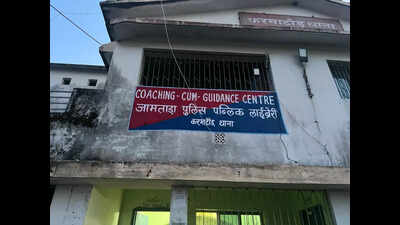 करमाटाँड़ थाना
COACHING - CUM - GUIDANCE CENTRE
जामताड़ा पुलिस पब्लिक लाईब्रेरी
करमाटाँड़ थाना